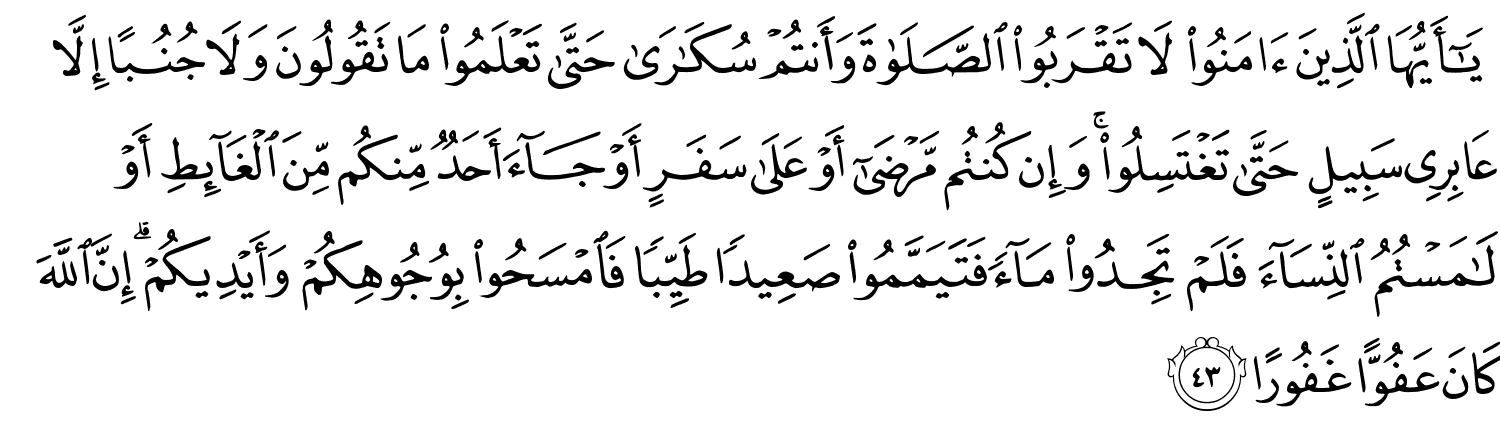 يَـٰٓأَيُّهَا ٱلَّذِينَ ءَامَنُوا۟ لَا تَقْرَبُوا۟ ٱلصَّلَوٰةَ وَأَنتُمْ سُكَـٰرَىٰ حَتَّىٰ تَعْلَمُوا۟ مَا تَقُولُونَ وَلَا جُنُبًا إِلَّا
عَابِرِى سَبِيلٍ حَتَّىٰ تَغْتَسِلُوا۟ ۚ وَإِن كُنتُم مَّرْضَىٰٓ أَوْ عَلَىٰ سَفَرٍ أَوْ جَآءَ أَحَدٌ مِّنكُم مِّنَ ٱلْغَآئِطِ أَوْ
لَـٰمَسْتُمُ ٱلنِّسَآءَ فَلَمْ تَجِدُوا۟ مَآءً فَتَيَمَّمُوا۟ صَعِيدًا طَيِّبًا فَٱمْسَحُوا۟ بِوُجُوهِكُمْ وَأَيْدِيكُمْ ۗ إِنَّ ٱللَّهَ
كَانَ عَفُوًّا غَفُورًا ٤٣